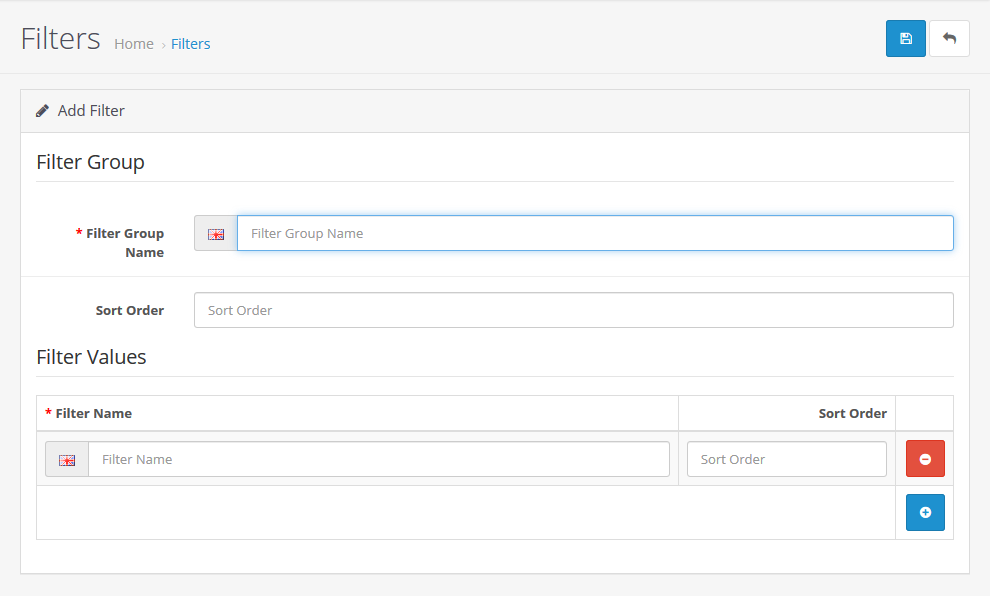 Filters Home › Filters
Add Filter
Filter Group
* Filter Group
Name
Filter Group Name
Sort Order Sort Order
Filter Values
* Filter Name Sort Order
Filter Name Sort Order